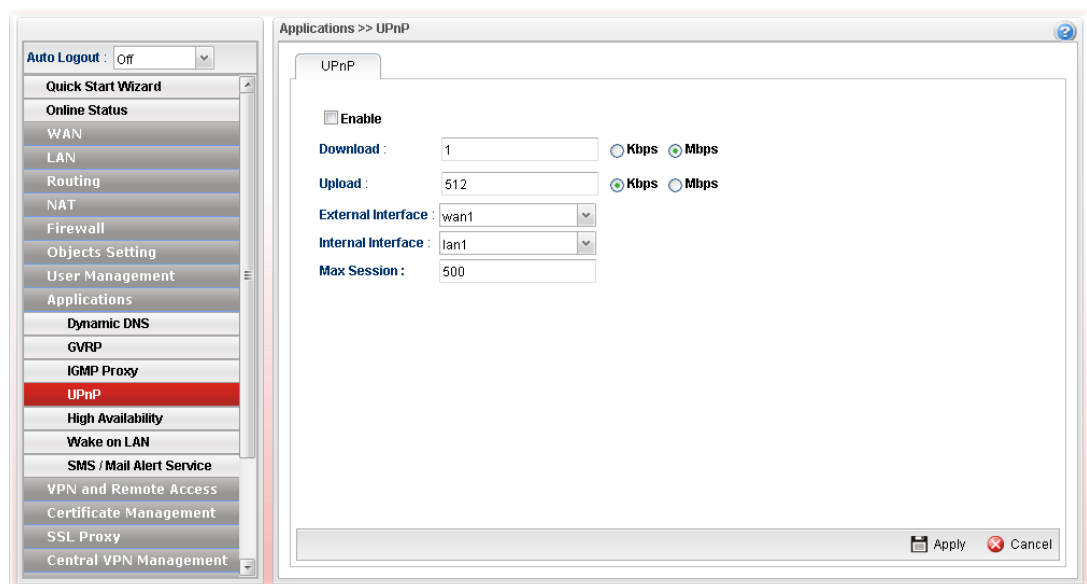 Applications >> UPnP
Auto Logout : Off
Quick Start Wizard
Online Status
WAN
LAN
Routing
NAT
Firewall
Objects Setting
User Management
Applications
Dynamic DNS
GVRP
IGMP Proxy
UPnP
High Availability
Wake on LAN
SMS / Mail Alert Service
VPN and Remote Access
Certificate Management
SSL Proxy
Central VPN Management
UPnP
Enable
Download : 1 Kbps Mbps
Upload : 512 Kbps Mbps
External Interface : wan1
Internal Interface : lan1
Max Session : 500
Apply Cancel